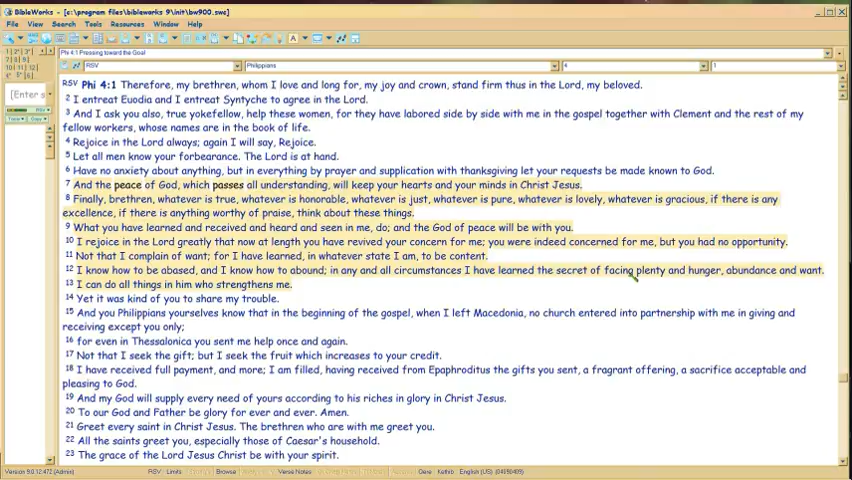 BibleWorks - [c:\program files\bibleworks 9\init\bw900.swc]
File View Search Tools Resources Window Help
Phi 4:1 Pressing toward the Goal
RSV Philippians 4 1
RSV Phi 4:1 Therefore, my brethren, whom I love and long for, my joy and crown, stand firm thus in the Lord, my beloved.
2 I entreat Euodia and I entreat Syntyche to agree in the Lord.
3 And I ask you also, true yokefellow, help these women, for they have labored side by side with me in the gospel together with Clement and the rest of my
fellow workers, whose names are in the book of life.
4 Rejoice in the Lord always; again I will say, Rejoice.
5 Let all men know your forbearance. The Lord is at hand.
6 Have no anxiety about anything, but in everything by prayer and supplication with thanksgiving let your requests be made known to God.
7 And the peace of God, which passes all understanding, will keep your hearts and your minds in Christ Jesus.
8 Finally, brethren, whatever is true, whatever is honorable, whatever is just, whatever is pure, whatever is lovely, whatever is gracious, if there is any
excellence, if there is anything worthy of praise, think about these things.
9 What you have learned and received and heard and seen in me, do; and the God of peace will be with you.
10 I rejoice in the Lord greatly that now at length you have revived your concern for me; you were indeed concerned for me, but you had no opportunity.
11 Not that I complain of want; for I have learned, in whatever state I am, to be content.
12 I know how to be abased, and I know how to abound; in any and all circumstances I have learned the secret of facing plenty and hunger, abundance and want.
13 I can do all things in him who strengthens me.
14 Yet it was kind of you to share my trouble.
15 And you Philippians yourselves know that in the beginning of the gospel, when I left Macedonia, no church entered into partnership with me in giving and
receiving except you only;
16 for even in Thessalonica you sent me help once and again.
17 Not that I seek the gift; but I seek the fruit which increases to your credit.
18 I have received full payment, and more; I am filled, having received from Epaphroditus the gifts you sent, a fragrant offering, a sacrifice acceptable and
pleasing to God.
19 And my God will supply every need of yours according to his riches in glory in Christ Jesus.
20 To our God and Father be glory for ever and ever. Amen.
21 Greet every saint in Christ Jesus. The brethren who are with me greet you.
22 All the saints greet you, especially those of Caesar's household.
23 The grace of the Lord Jesus Christ be with your spirit.
Version 9.0.12.472 (Admin) RSV Limits Browse Verse Notes Qere Kethib English (US) (04090409)